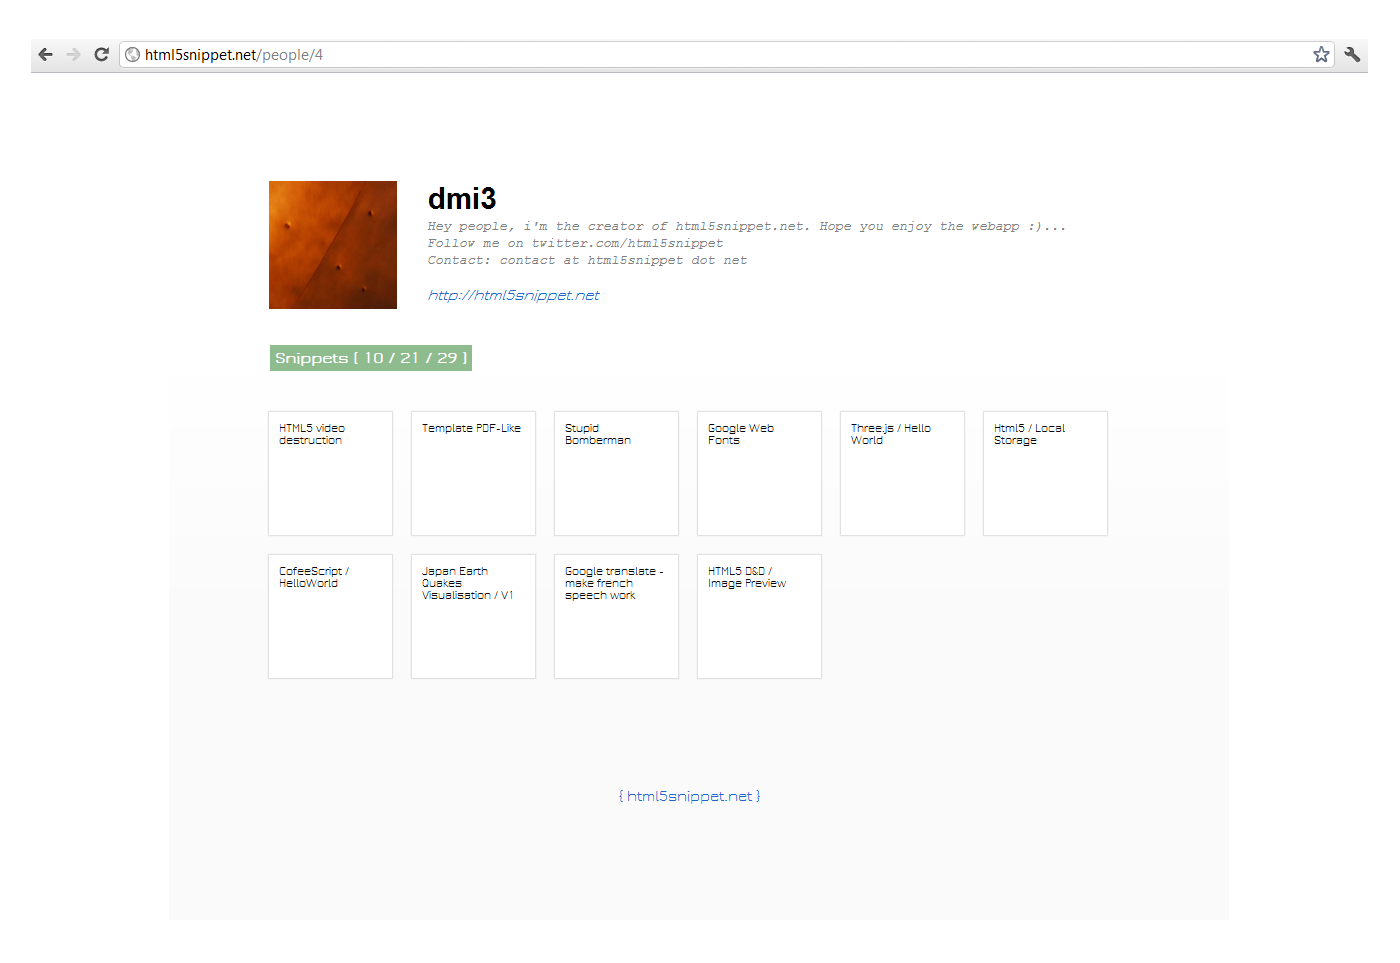 html5snippet.net/people/4
dmi3
Hey people, i'm the creator of html5snippet.net. Hope you enjoy the webapp :)...
Follow me on twitter.com/html5snippet
Contact: contact at html5snippet dot net
http://html5snippet.net
Snippets [ 10 / 21 / 29 ]
HTML5 video
destruction
Template PDF-Like
Stupid
Bomberman
Google Web
Fonts
Three.js / Hello
World
Html5 / Local
Storage
CofeeScript /
HelloWorld
Japan Earth
Quakes
Visualisation / V1
Google translate -
make french
speech work
HTML5 D&D /
Image Preview
{ html5snippet.net }